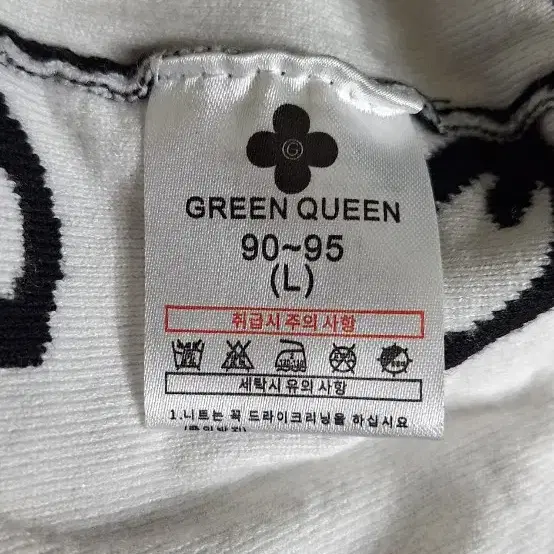 G
GREEN QUEEN
90~95
(L)
취급시 주의 사항
세탁시 유의 사항
1.니트는 꼭 드라이크리닝을 하십시요